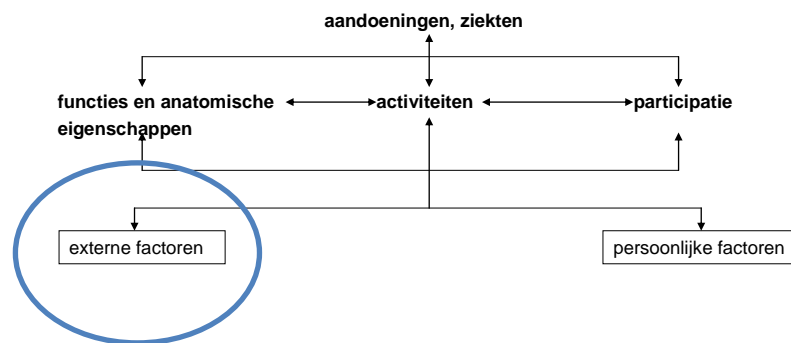 aandoeningen, ziekten
functies en anatomische
eigenschappen
activiteiten
participatie
externe factoren
persoonlijke factoren